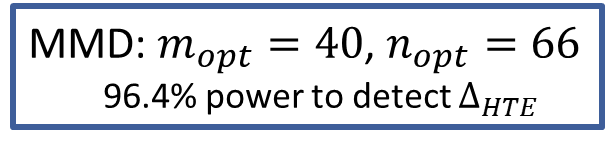 MMD: m_opt = 40, n_opt = 66
96.4% power to detect Δ_HTE